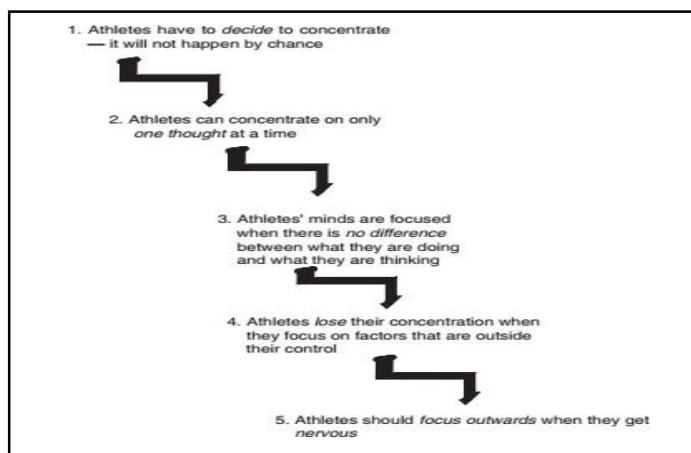 1. Athletes have to decide to concentrate
— it will not happen by chance
2. Athletes can concentrate on only
one thought at a time
3. Athletes' minds are focused
when there is no difference
between what they are doing
and what they are thinking
4. Athletes lose their concentration when
they focus on factors that are outside
their control
5. Athletes should focus outwards when they get
nervous